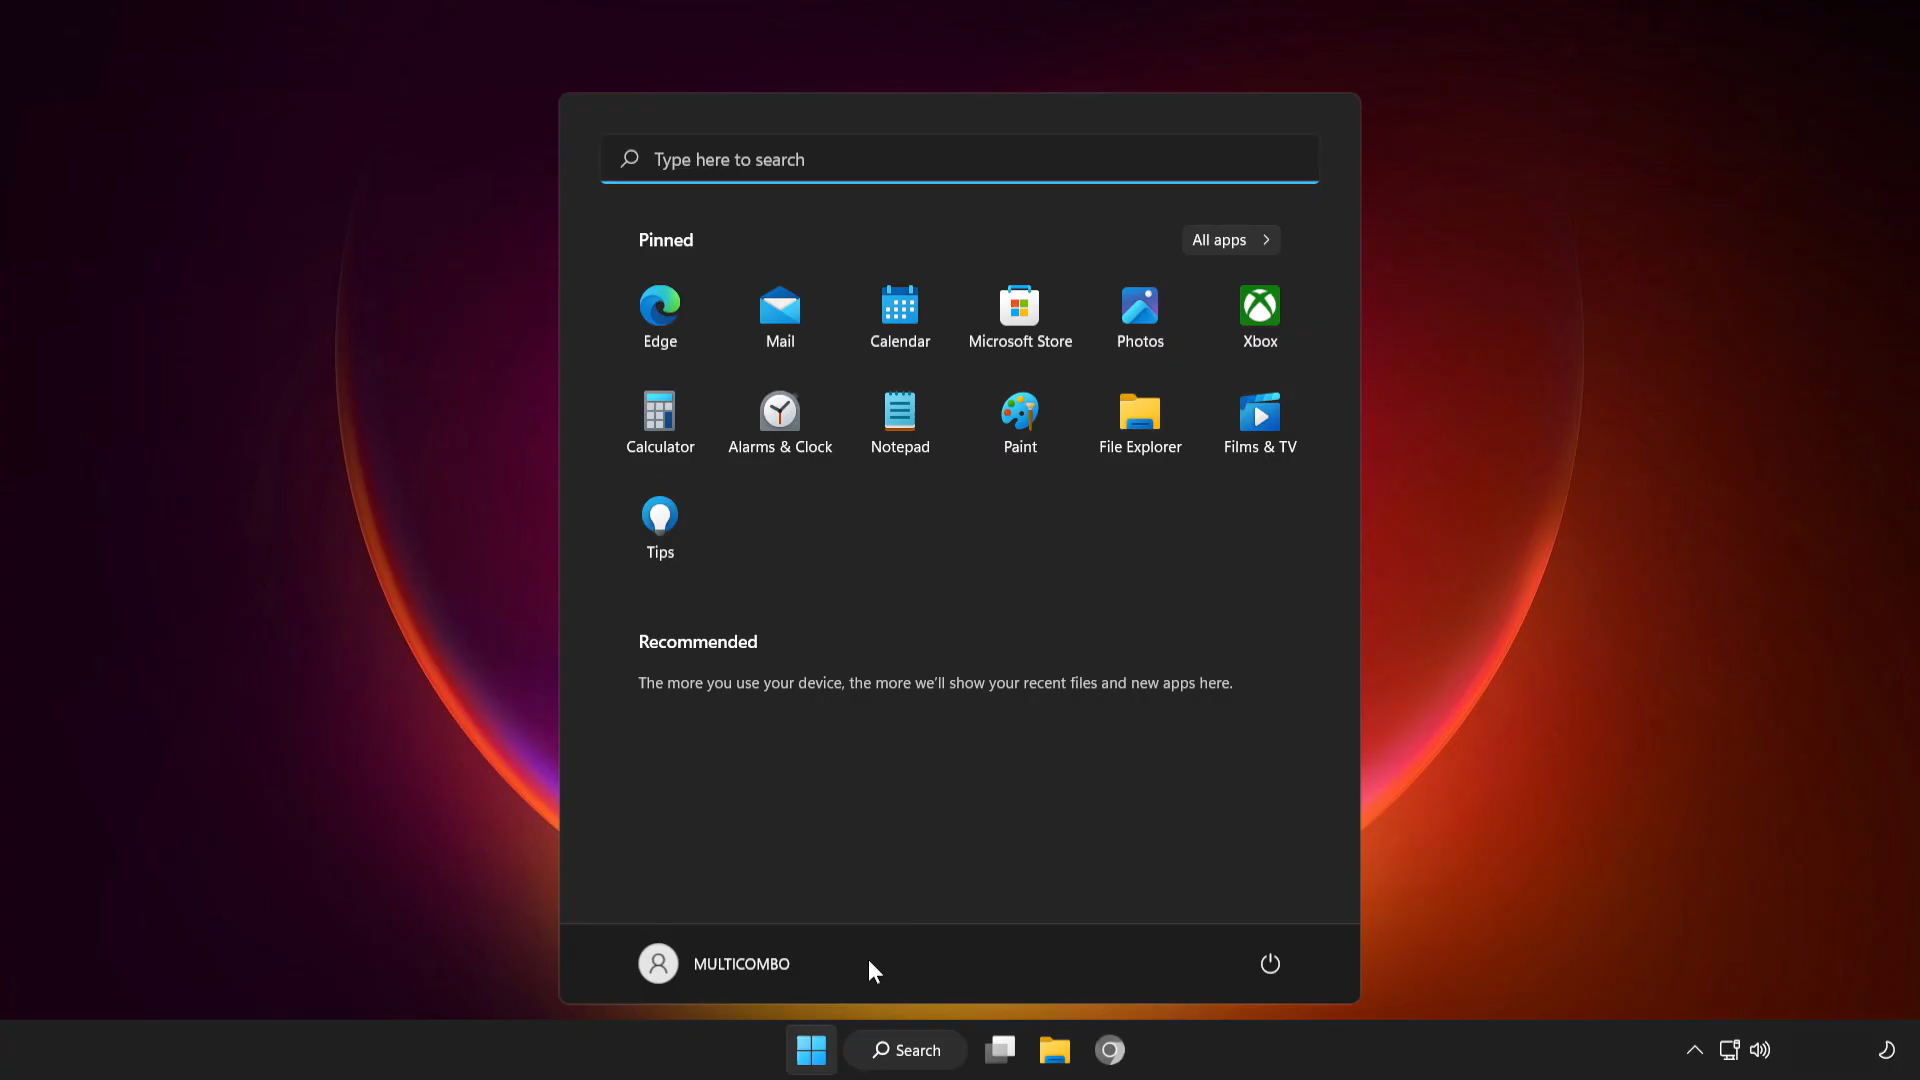 Type here to search
Pinned
All apps
Edge
Mail
Calendar
Microsoft Store
Photos
Xbox
Calculator
Alarms & Clock
Notepad
Paint
File Explorer
Films & TV
Tips
Recommended
The more you use your device, the more we’ll show your recent files and new apps here.
MULTICOMBO
Search